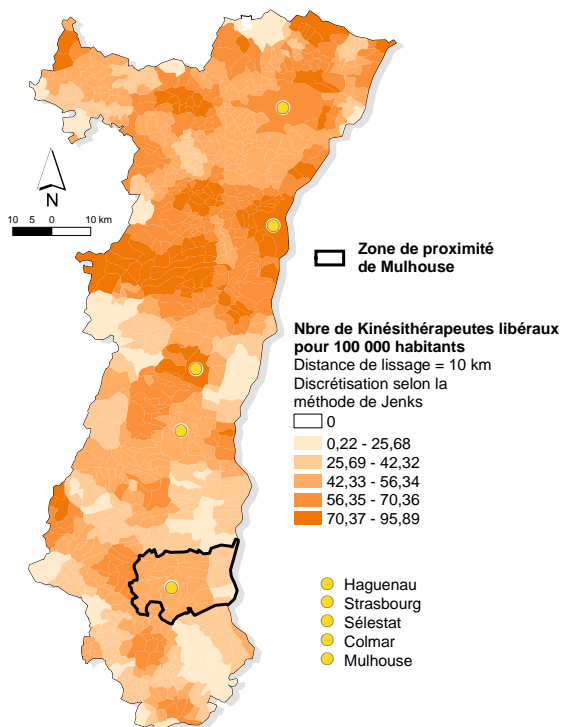 N
10 5 0 10 km
Zone de proximité
de Mulhouse
Nbre de Kinésithérapeutes libéraux
pour 100 000 habitants
Distance de lissage = 10 km
Discrétisation selon la
méthode de Jenks
0
0,22 - 25,68
25,69 - 42,32
42,33 - 56,34
56,35 - 70,36
70,37 - 95,89
Haguenau
Strasbourg
Sélestat
Colmar
Mulhouse